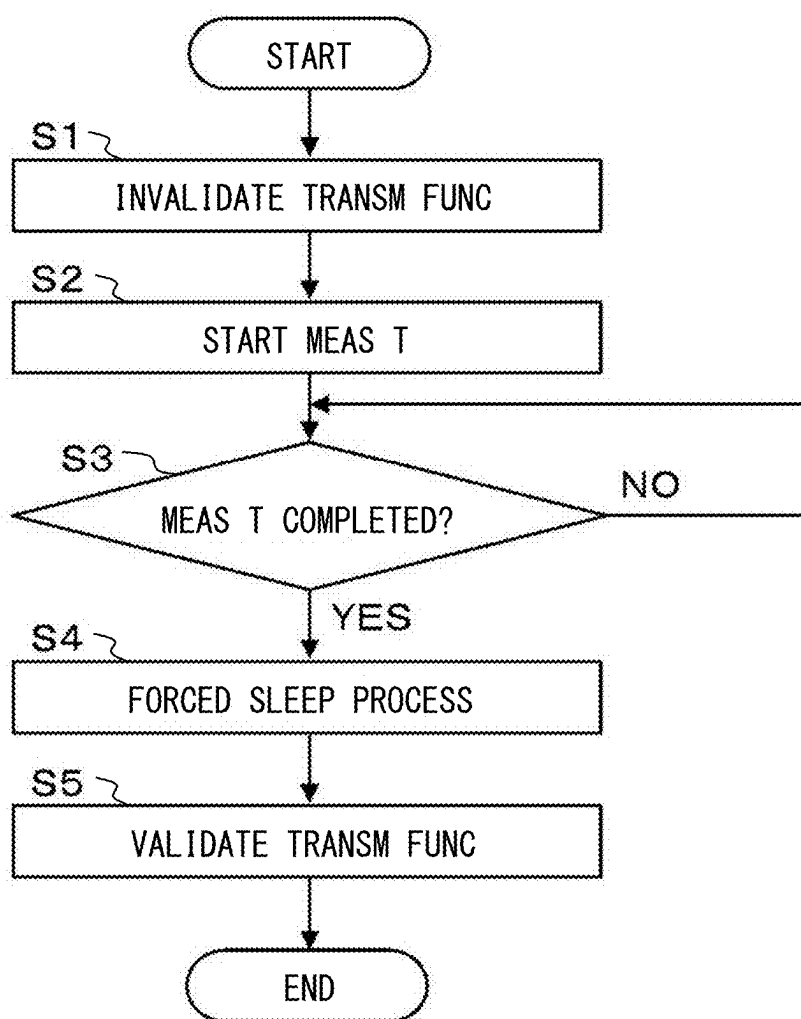 START
S1
INVALIDATE TRANSM FUNC
S2
START MEAS T
S3
MEAS T COMPLETED?
NO
YES
S4
FORCED SLEEP PROCESS
S5
VALIDATE TRANSM FUNC
END